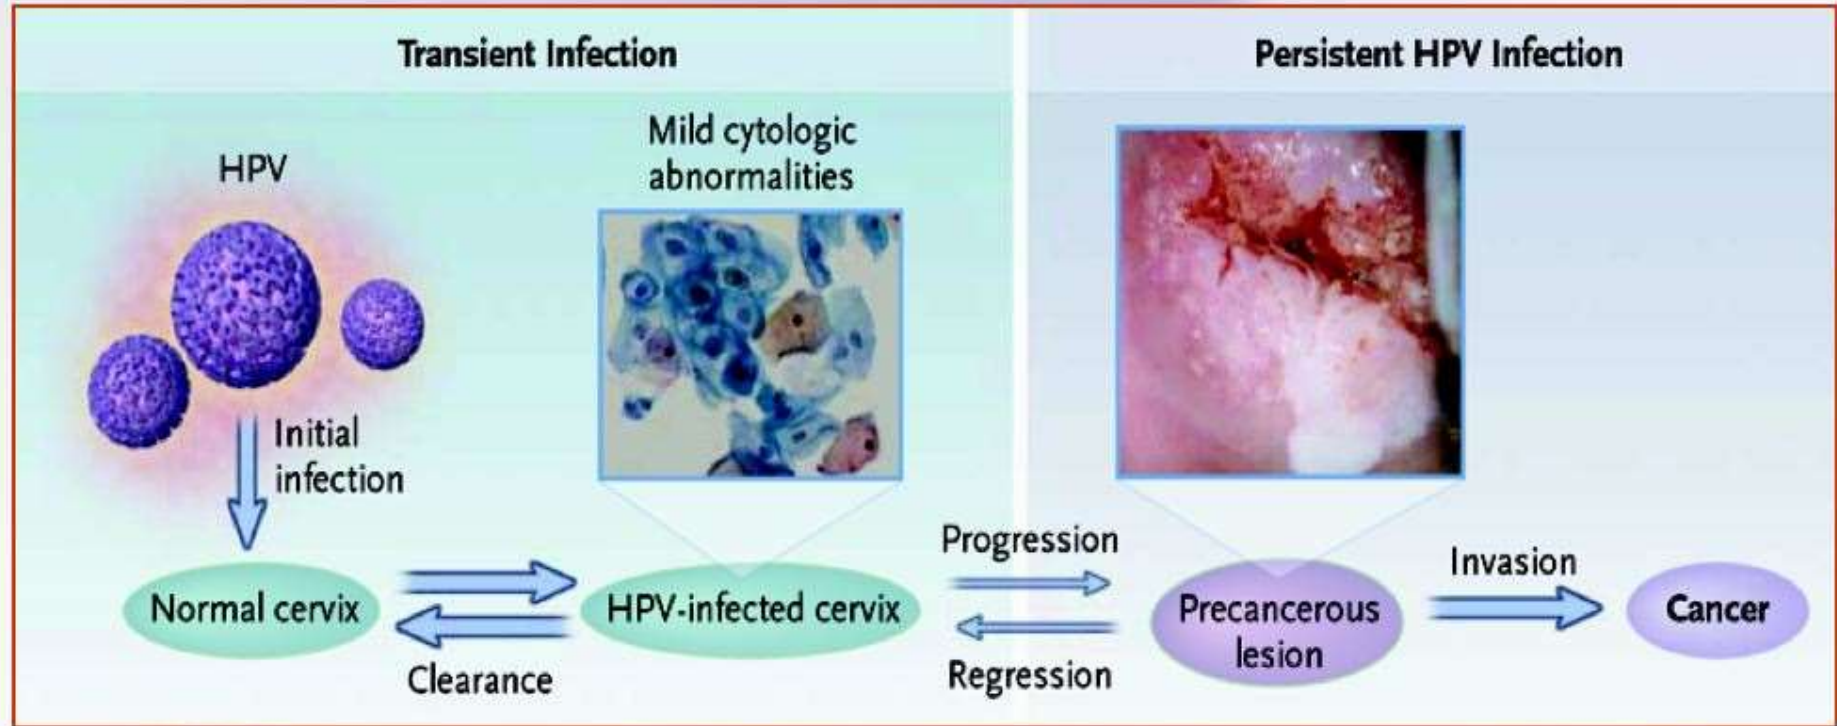 Transient Infection
Persistent HPV Infection
HPV
Mild cytologic
abnormalities
Initial
infection
Normal cervix
Clearance
HPV-infected cervix
Progression
Regression
Precancerous
lesion
Invasion
Cancer